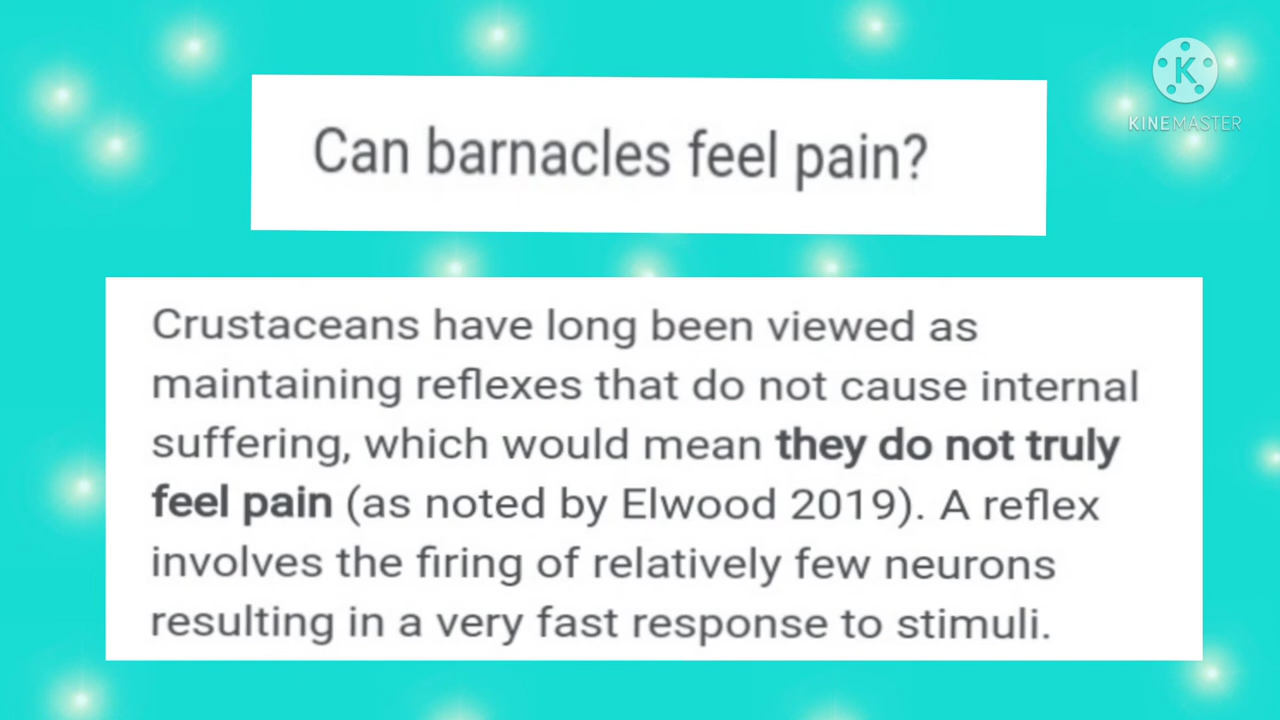 KINEMASTER
Can barnacles feel pain?
Crustaceans have long been viewed as
maintaining reflexes that do not cause internal
suffering, which would mean they do not truly
feel pain (as noted by Elwood 2019). A reflex
involves the firing of relatively few neurons
resulting in a very fast response to stimuli.